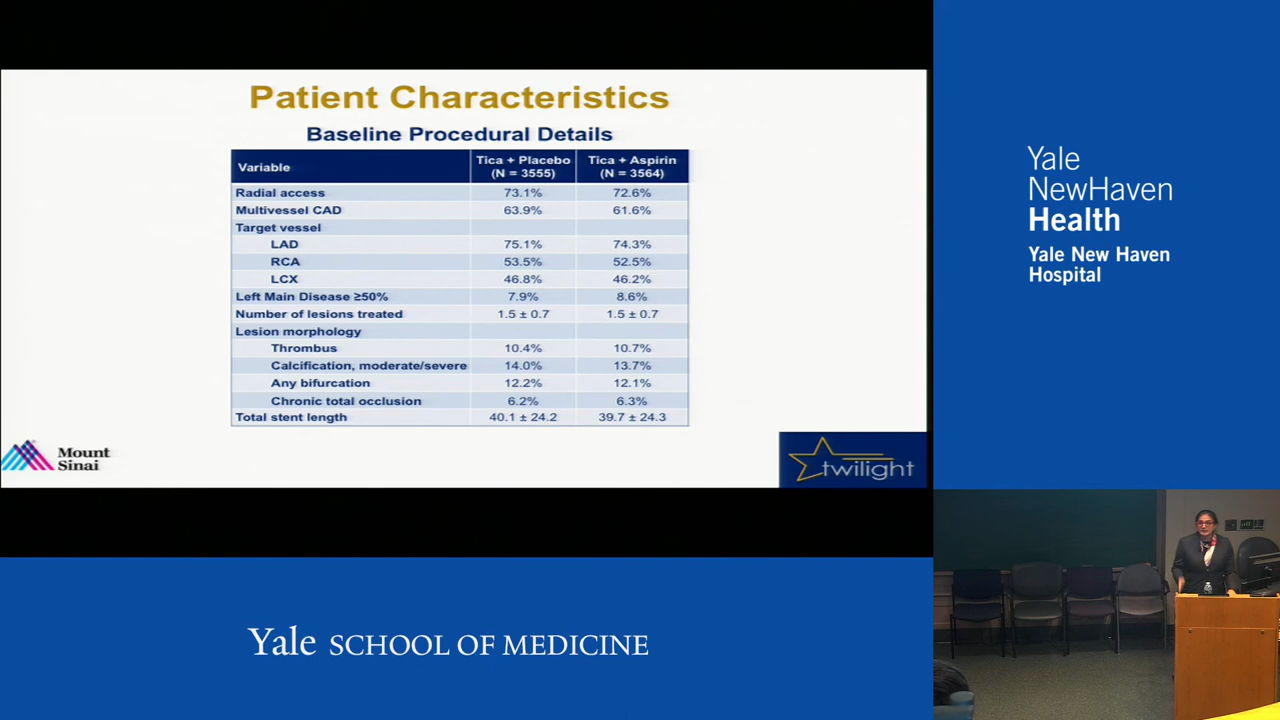 Patient Characteristics
Baseline Procedural Details
Variable Tica + Placebo (N = 3555) Tica + Aspirin (N = 3564)
Radial access 73.1% 72.6%
Multivessel CAD 63.9% 61.6%
Target vessel
LAD 75.1% 74.3%
RCA 53.5% 52.5%
LCX 46.8% 46.2%
Left Main Disease ≥50% 7.9% 8.6%
Number of lesions treated 1.5 ± 0.7 1.5 ± 0.7
Lesion morphology
Thrombus 10.4% 10.7%
Calcification, moderate/severe 14.0% 13.7%
Any bifurcation 12.2% 12.1%
Chronic total occlusion 6.2% 6.3%
Total stent length 40.1 ± 24.2 39.7 ± 24.3
Mount
Sinai
twilight
Yale
NewHaven
Health
Yale New Haven
Hospital
Yale SCHOOL OF MEDICINE